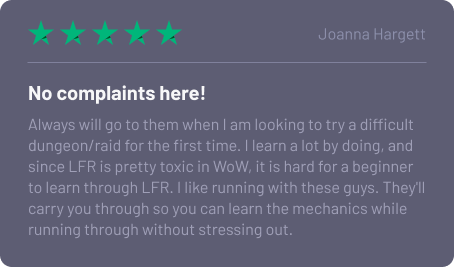 Joanna Hargett
No complaints here!
Always will go to them when I am looking to try a difficult
dungeon/raid for the first time. I learn a lot by doing, and
since LFR is pretty toxic in WoW, it is hard for a beginner
to learn through LFR. I like running with these guys. They'll
carry you through so you can learn the mechanics while
running through without stressing out.